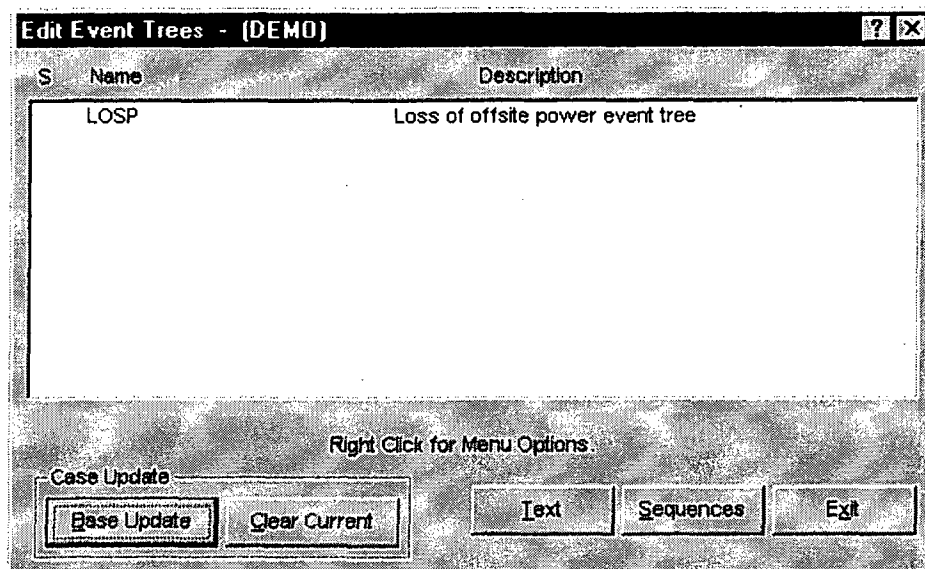 Edit Event Trees - (DEMO)
S Name Description
LOSP Loss of offsite power event tree
Right Click for Menu Options.
Case Update
Base Update Clear Current Text Sequences Exit